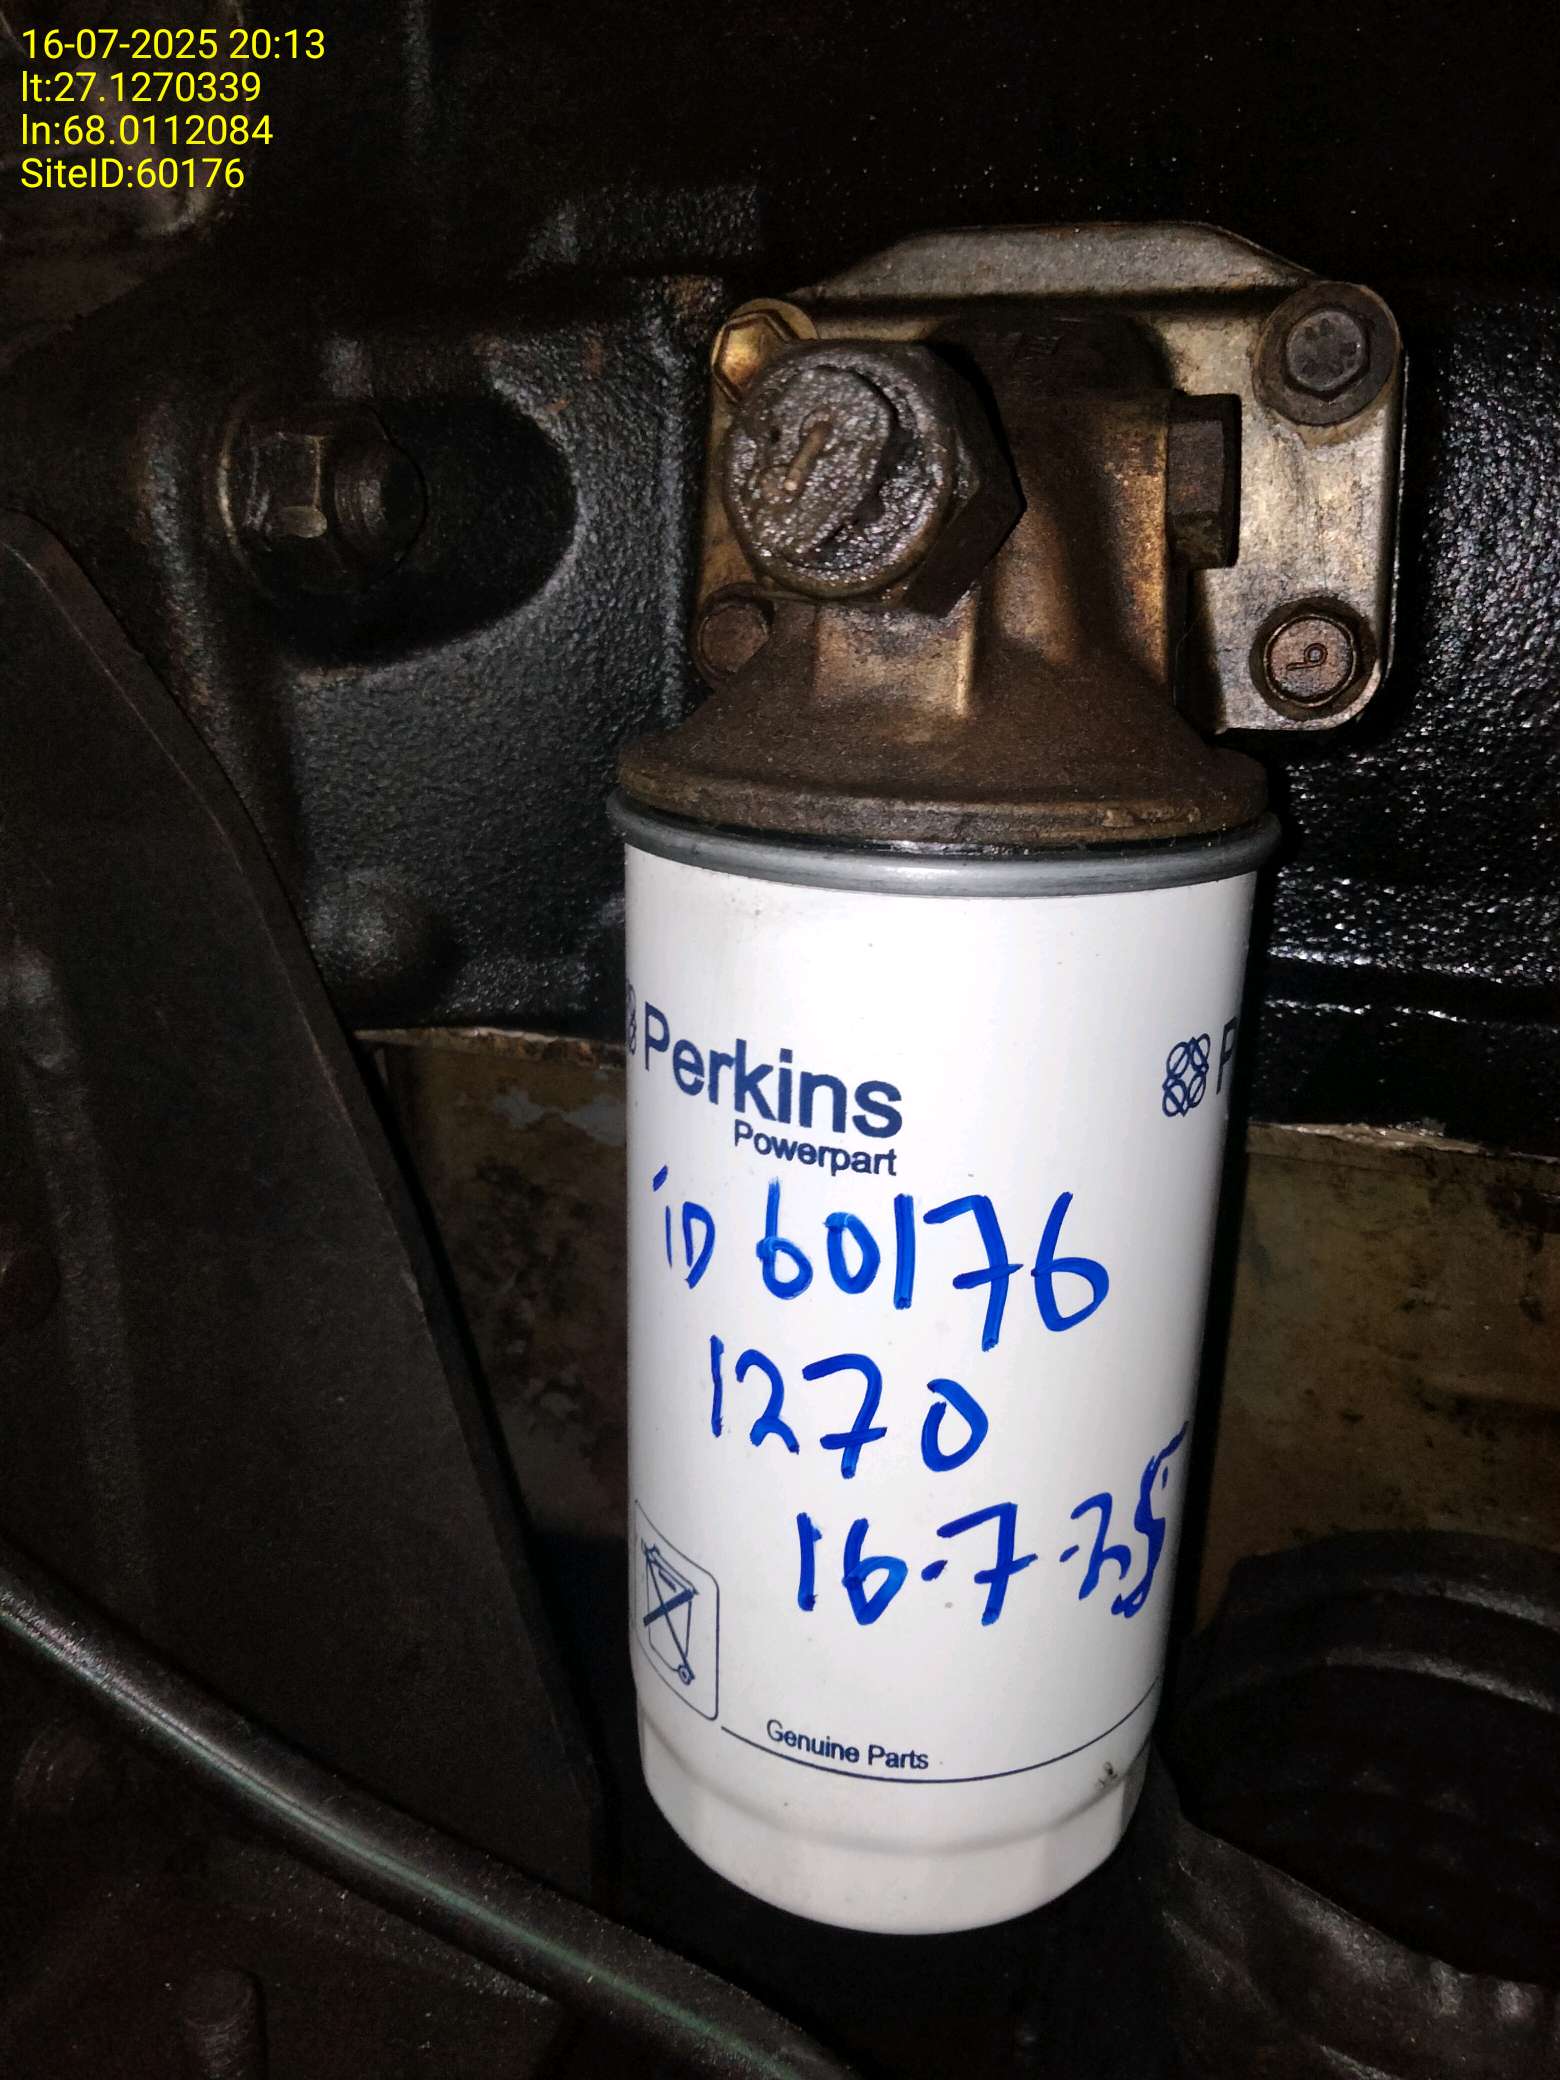 16-07-2025 20:13
lt:27.1270339
ln:68.0112084
SiteID:60176
Perkins
Powerpart
P
iD 60176
1270
16-7-25
Genuine Parts